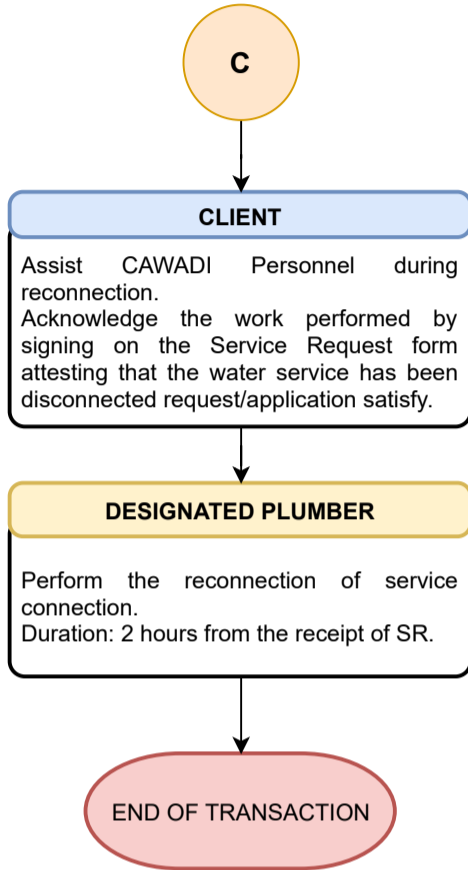 C
CLIENT
Assist CAWADI Personnel during
reconnection.
Acknowledge the work performed by
signing on the Service Request form
attesting that the water service has been
disconnected request/application satisfy.
DESIGNATED PLUMBER
Perform the reconnection of service
connection.
Duration: 2 hours from the receipt of SR.
END OF TRANSACTION